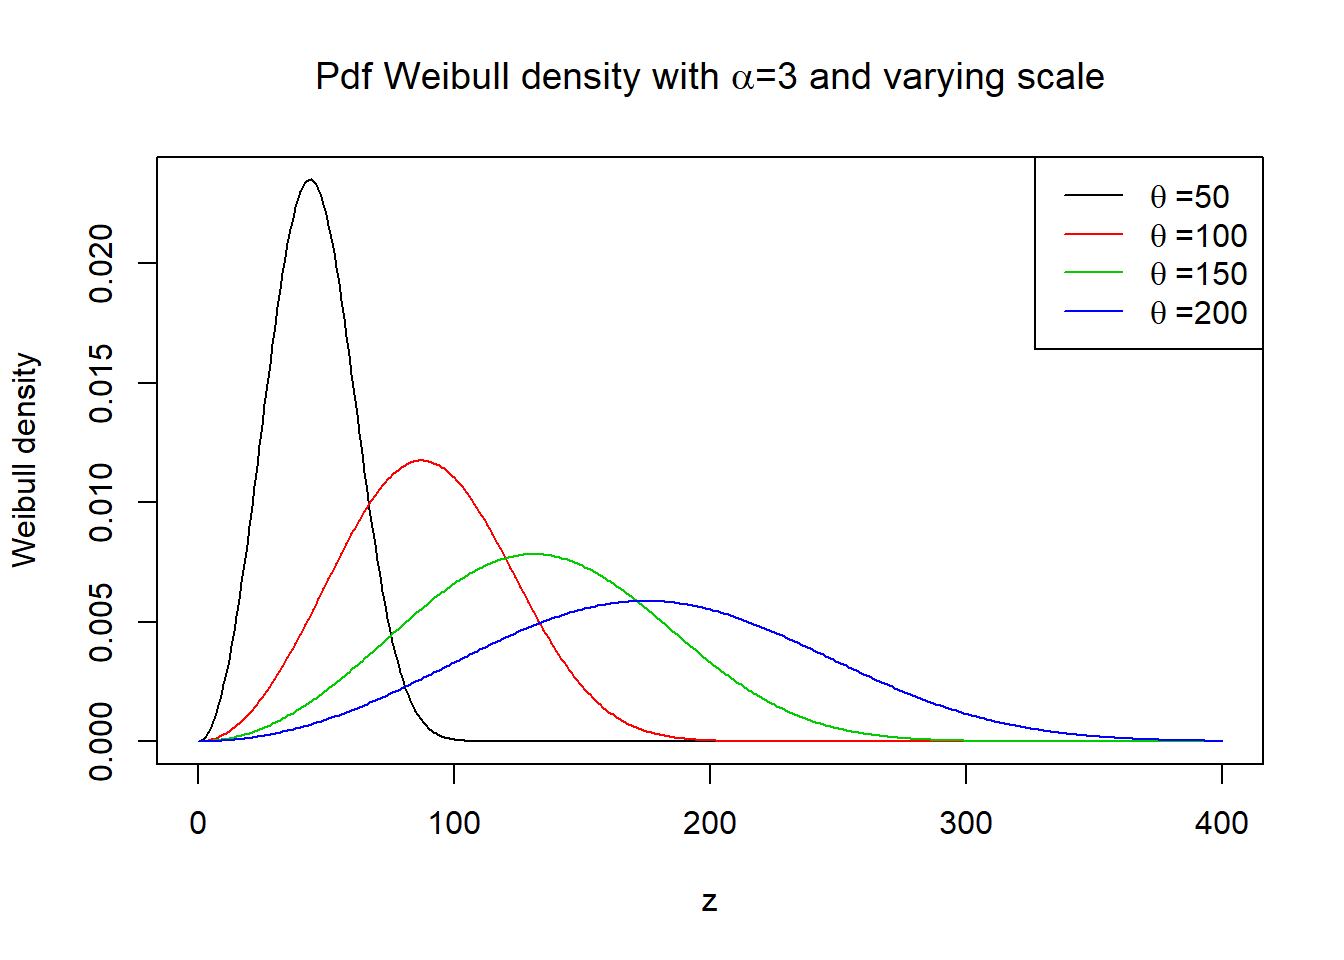 Pdf Weibull density with α=3 and varying scale
θ =50
θ =100
θ =150
θ =200
Weibull density
0.020
0.015
0.010
0.005
0.000
0
100
200
300
400
z